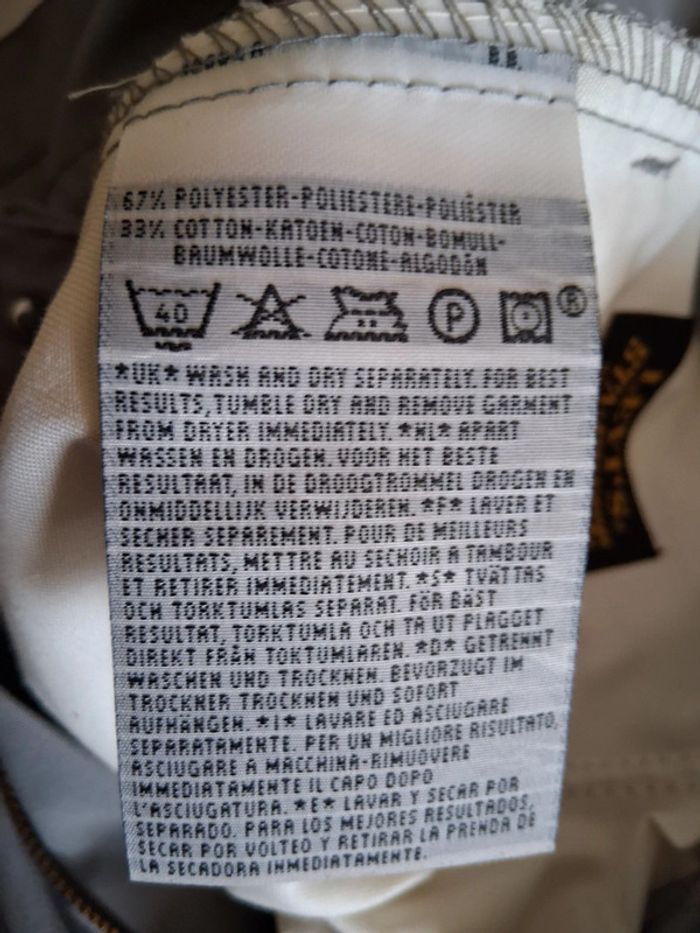 67% POLYESTER-POLIESTERE-POLIÉSTER
33% COTTON-KATOEN-COTON-BOMULL-
BAUMWOLLE-COTONE-ALGODÓN
40 P ®
*UK* WASH AND DRY SEPARATELY. FOR BEST
RESULTS, TUMBLE DRY AND REMOVE GARMENT
FROM DRYER IMMEDIATELY. *NL* APART
WASSEN EN DROGEN. VOOR HET BESTE
RESULTAAT, IN DE DROOGTROMMEL DROGEN EN
ONMIDDELLIJK VERWIJDEREN. *F* LAVER ET
SECHER SEPAREMENT. POUR DE MEILLEURS
RESULTATS, METTRE AU SECHOIR A TAMBOUR
ET RETIRER IMMEDIATEMENT. *S* TVÄTTAS
OCH TORKTUMLAS SEPARAT. FÖR BÄST
RESULTAT, TORKTUMLA OCH TA UT PLAGGET
DIREKT FRÅN TOKTUMLAREN. *D* GETRENNT
WASCHEN UND TROCKNEN. BEVORZUGT IM
TROCKNER TROCKNEN UND SOFORT
AUFHÄNGEN. *I* LAVARE ED ASCIUGARE
SEPARATAMENTE. PER UN MIGLIORE RISULTATO,
ASCIUGARE A MACCHINA-RIMUOVERE
IMMEDIATAMENTE IL CAPO DOPO
L'ASCIUGATURA. *E* LAVAR Y SECAR POR
SEPARADO. PARA LOS MEJORES RESULTADOS,
SECAR POR VOLTEO Y RETIRAR LA PRENDA DE
LA SECADORA INMEDIATAMENTE.